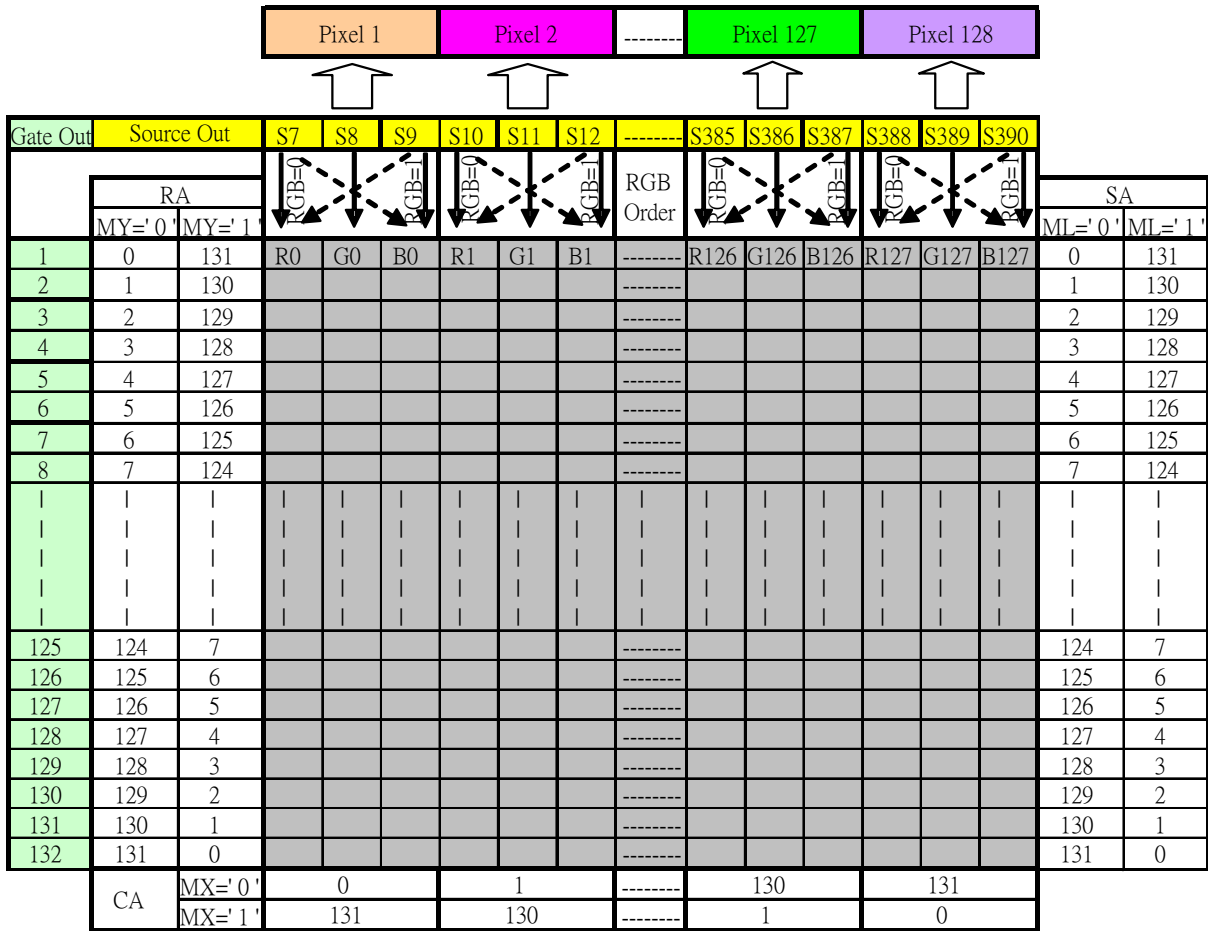 Pixel 1 Pixel 2 --------- Pixel 127 Pixel 128
Gate Out Source Out S7 S8 S9 S10 S11 S12 --------- S385 S386 S387 S388 S389 S390
RGB=0 RGB=1 RGB=0 RGB=1 RGB Order RGB=0 RGB=1 RGB=0 RGB=1
RA SA
MY=' 0 ' MY=' 1 ' ML=' 0 ' ML=' 1 '
1 0 131 R0 G0 B0 R1 G1 B1 --------- R126 G126 B126 R127 G127 B127 0 131
2 1 130 --------- 1 130
3 2 129 --------- 2 129
4 3 128 --------- 3 128
5 4 127 --------- 4 127
6 5 126 --------- 5 126
7 6 125 --------- 6 125
8 7 124 --------- 7 124
125 124 7 --------- 124 7
126 125 6 --------- 125 6
127 126 5 --------- 126 5
128 127 4 --------- 127 4
129 128 3 --------- 128 3
130 129 2 --------- 129 2
131 130 1 --------- 130 1
132 131 0 --------- 131 0
CA MX=' 0 ' 0 1 --------- 130 131
MX=' 1 ' 131 130 --------- 1 0